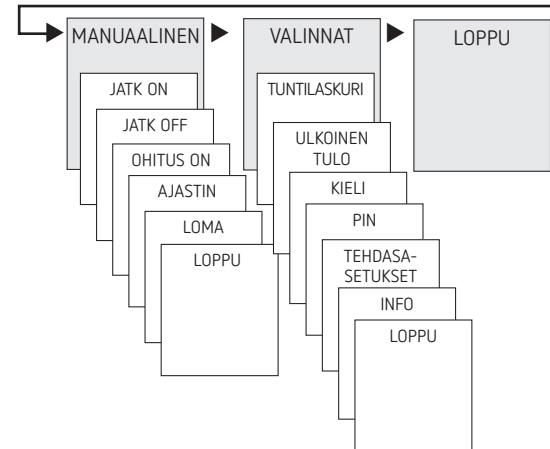 MANUAALINEN
JATK ON
JATK OFF
OHITUS ON
AJASTIN
LOMA
LOPPU
VALINNAT
TUNTILASKURI
ULKOINEN
TULO
KIELI
PIN
TEHDASA-
SETUKSET
INFO
LOPPU
LOPPU